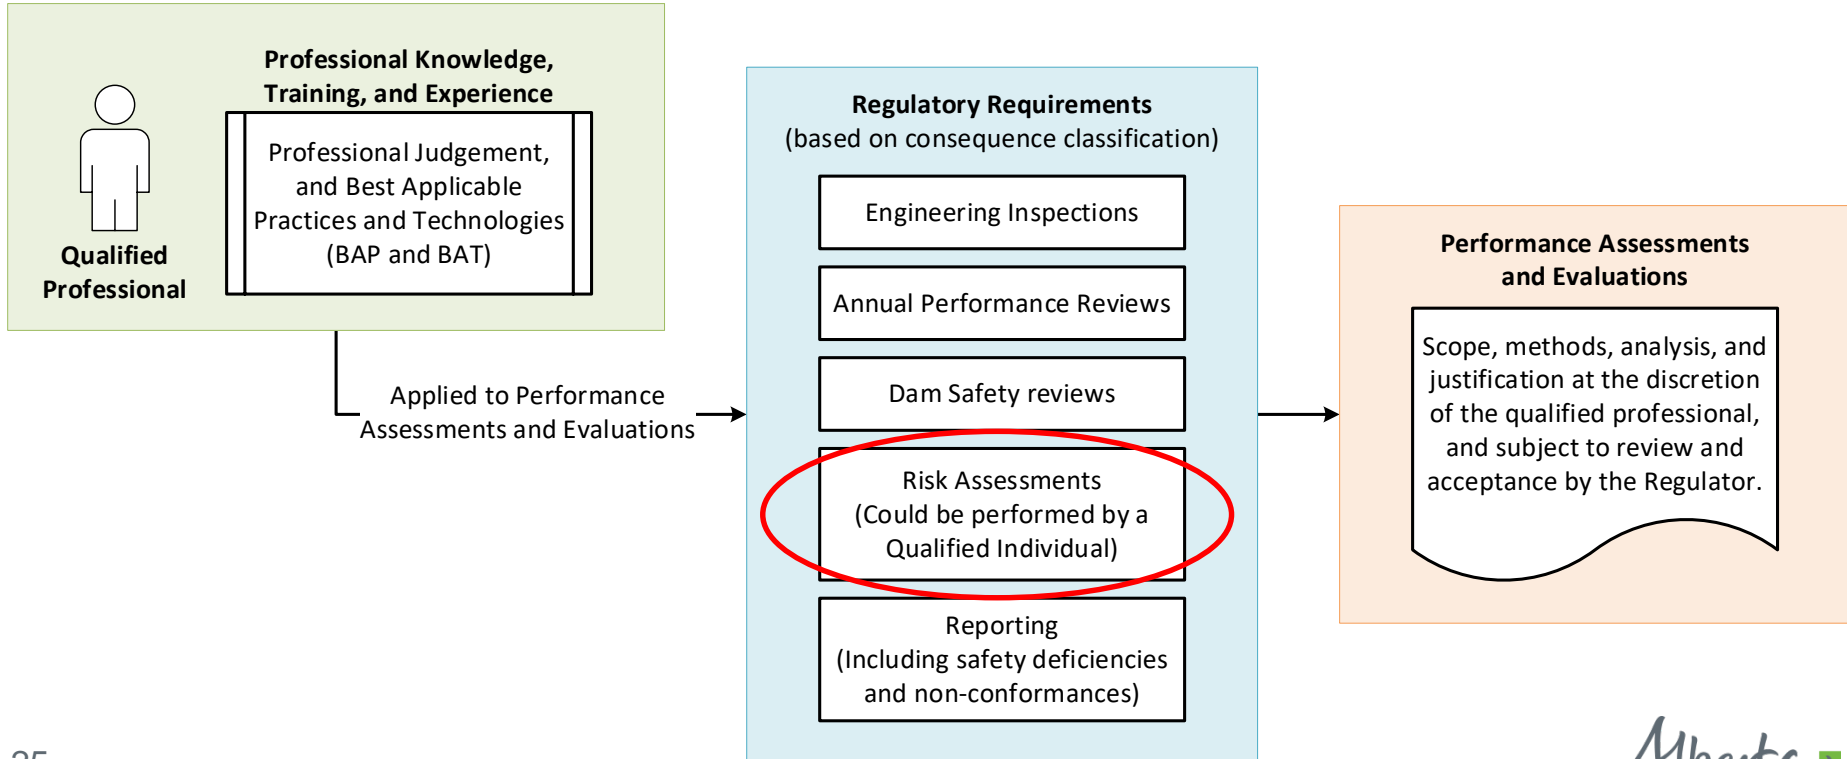 Professional Knowledge,
Training, and Experience
Professional Judgement,
and Best Applicable
Practices and Technologies
(BAP and BAT)
Qualified
Professional
Applied to Performance
Assessments and Evaluations
Regulatory Requirements
(based on consequence classification)
Engineering Inspections
Annual Performance Reviews
Dam Safety reviews
Risk Assessments
(Could be performed by a
Qualified Individual)
Reporting
(Including safety deficiencies
and non-conformances)
Performance Assessments
and Evaluations
Scope, methods, analysis, and
justification at the discretion
of the qualified professional,
and subject to review and
acceptance by the Regulator.
Alberta